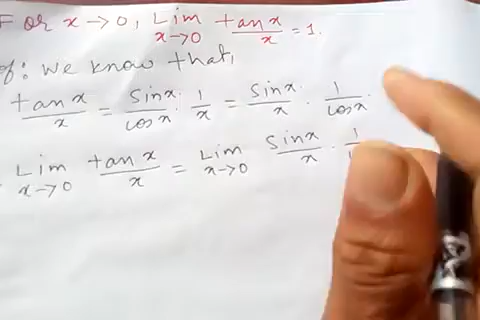 For x→0, Lim x→0 tan x/x = 1.
of: We know that,
tan x/x = sin x/cos x · 1/x = sin x/x · 1/cos x.
Lim x→0 tan x/x = Lim x→0 sin x/x · 1/